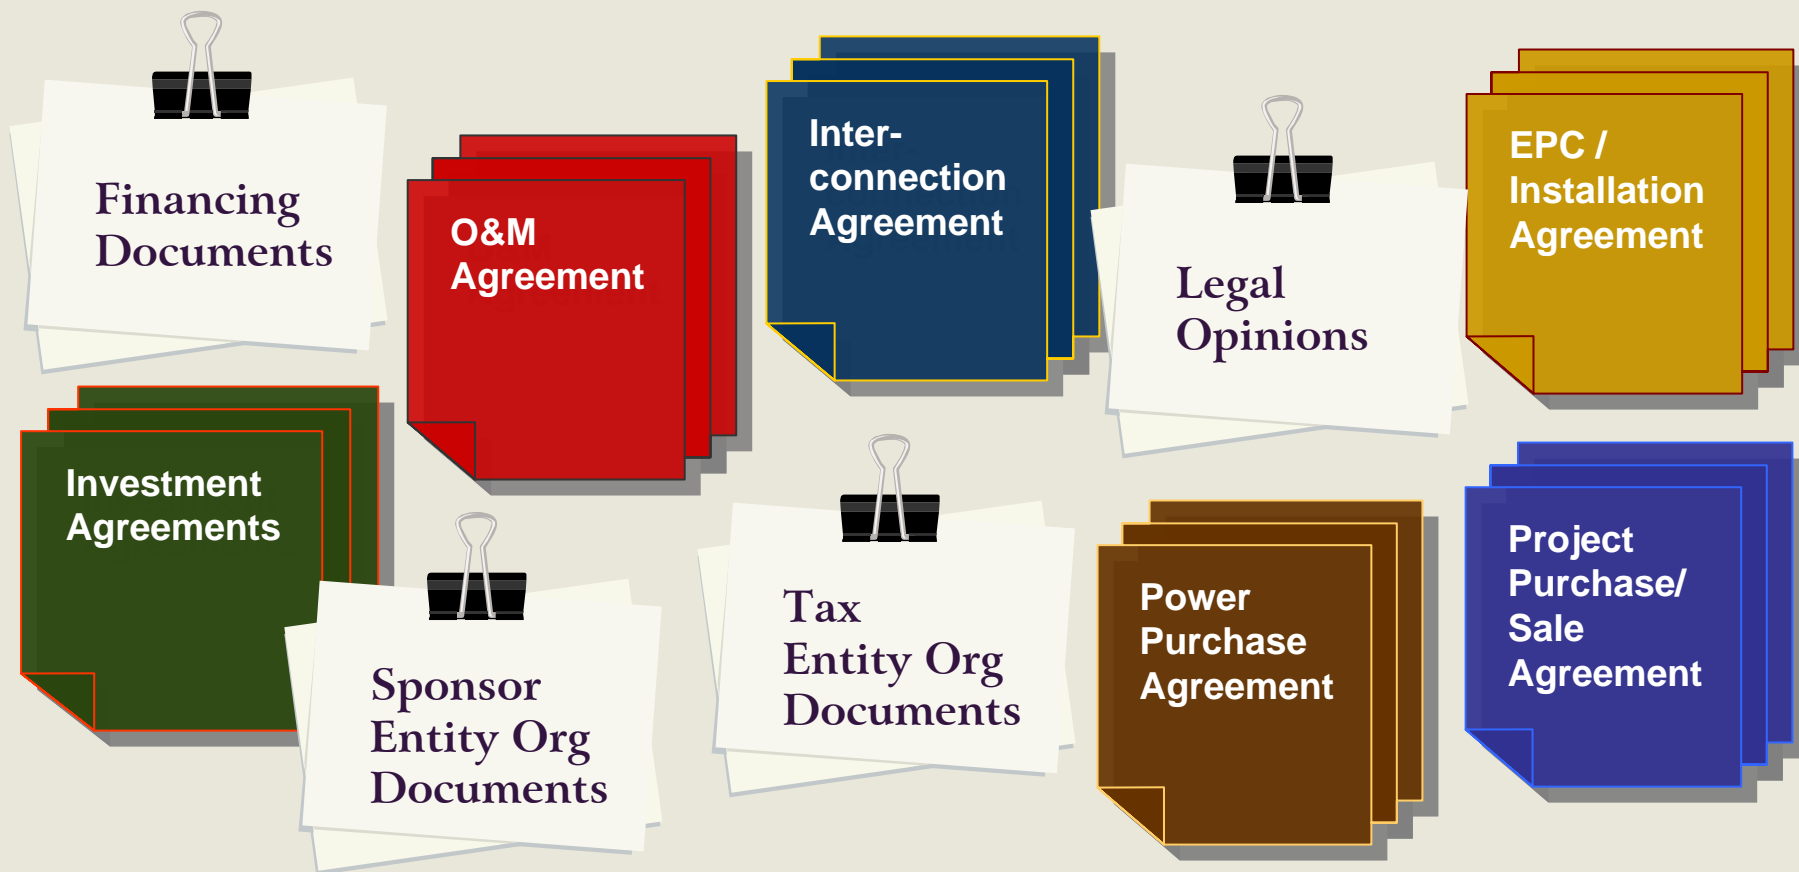 Financing
Documents
O&M
Agreement
Inter-
connection
Agreement
Legal
Opinions
EPC /
Installation
Agreement
Investment
Agreements
Sponsor
Entity Org
Documents
Tax
Entity Org
Documents
Power
Purchase
Agreement
Project
Purchase/
Sale
Agreement